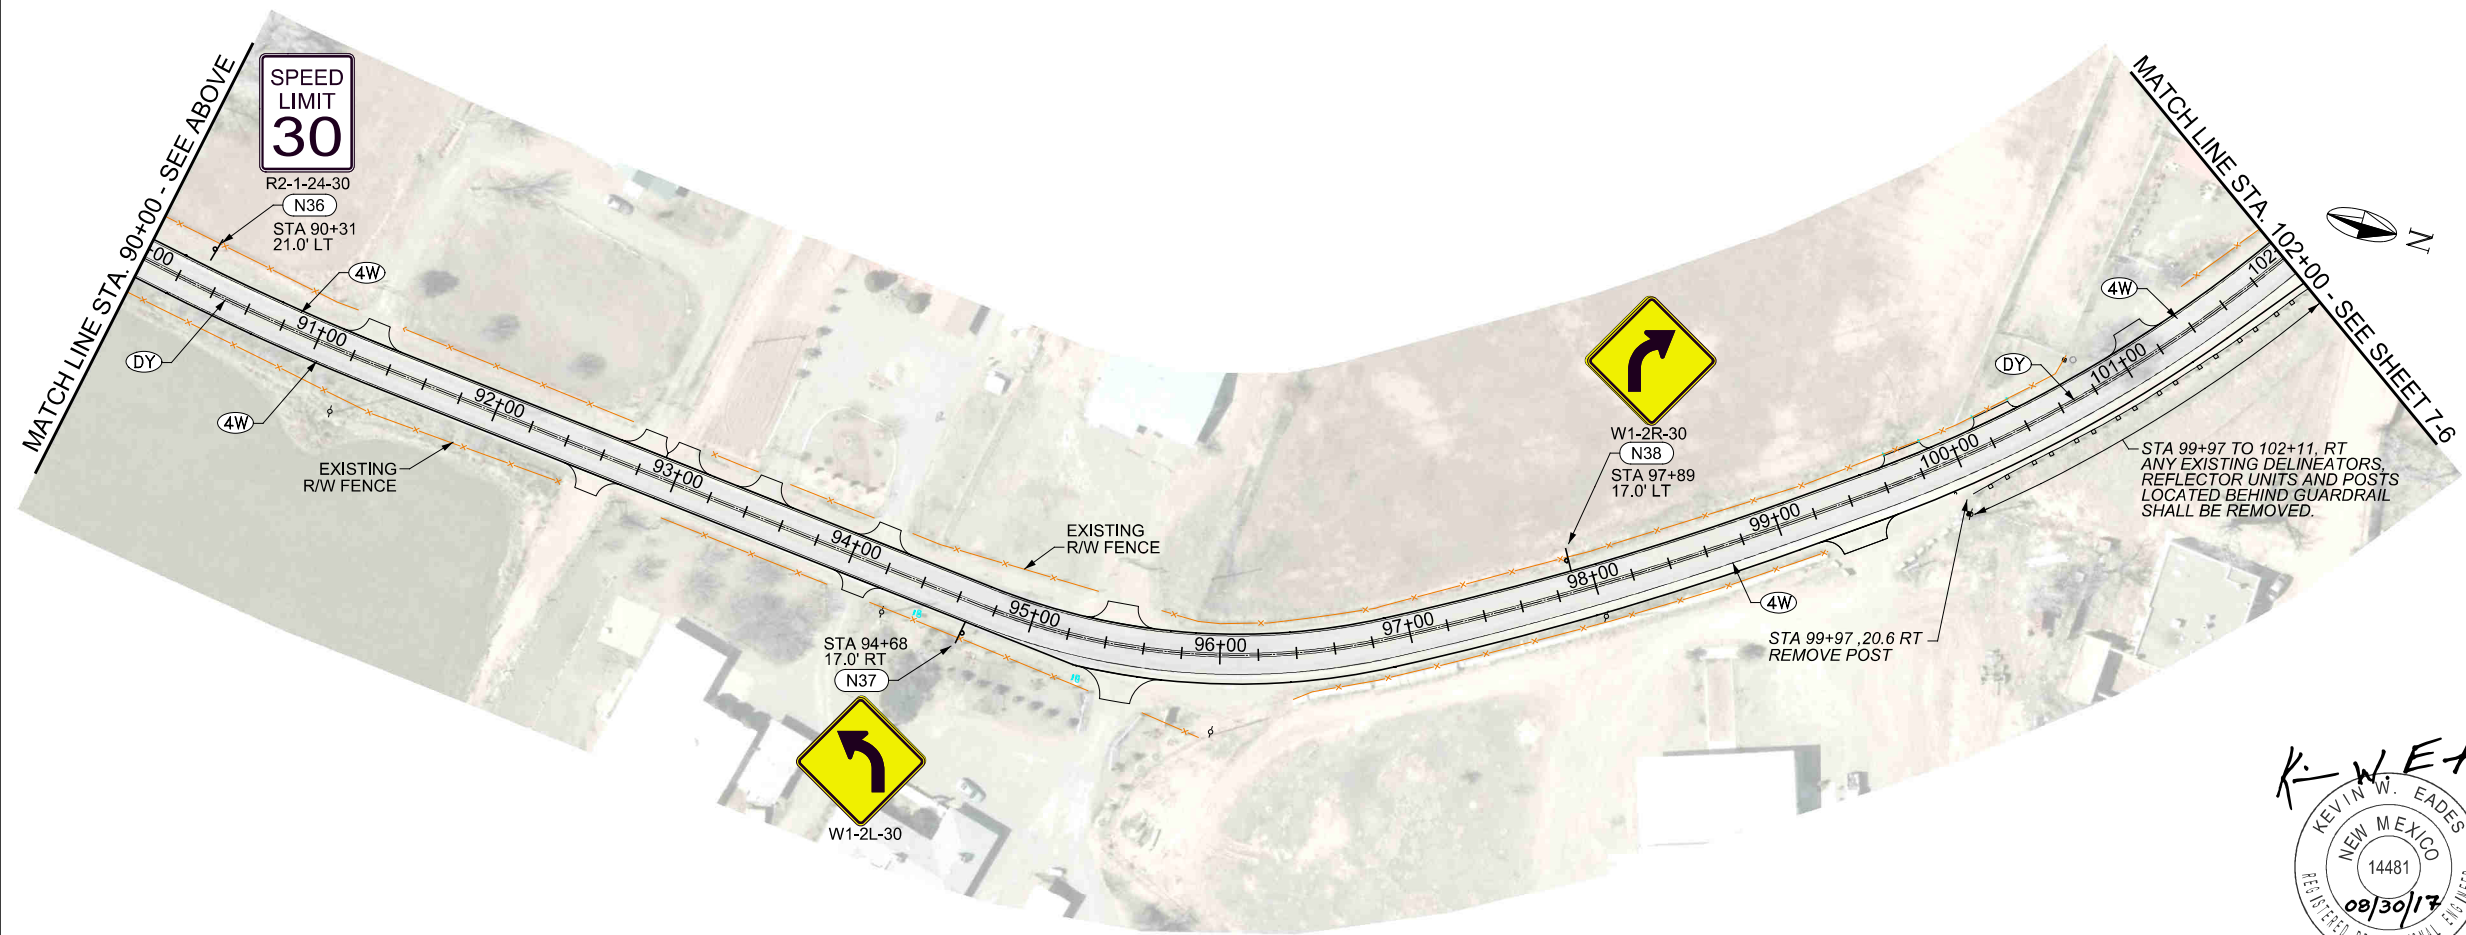 MATCH LINE STA. 90+00 - SEE ABOVE
SPEED
LIMIT
30
R2-1-24-30
N36
STA 90+31
21.0' LT
4W
DY
4W
EXISTING
R/W FENCE
+00
91+00
92+00
93+00
94+00
95+00
96+00
97+00
98+00
99+00
100+00
101+00
102
EXISTING
R/W FENCE
STA 94+68
17.0' RT
N37
W1-2L-30
W1-2R-30
N38
STA 97+89
17.0' LT
4W
DY
4W
STA 99+97 ,20.6 RT
REMOVE POST
STA 99+97 TO 102+11, RT
ANY EXISTING DELINEATORS,
REFLECTOR UNITS AND POSTS
LOCATED BEHIND GUARDRAIL
SHALL BE REMOVED.
MATCH LINE STA. 102+00 - SEE SHEET 7-6
N
KEVIN W. EADES
NEW MEXICO
14481
08/30/17
REGISTERED